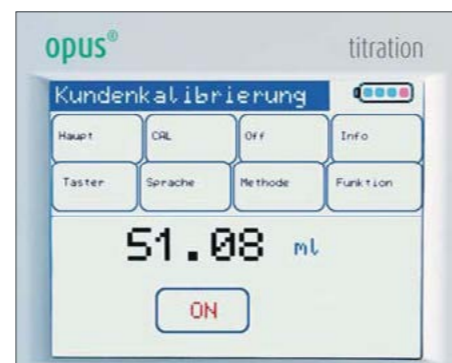 opus® titration
Kundenkalibrierung
Haupt CAL Off Info
Taster Sprache Methode Funktion
51.08 ml
ON